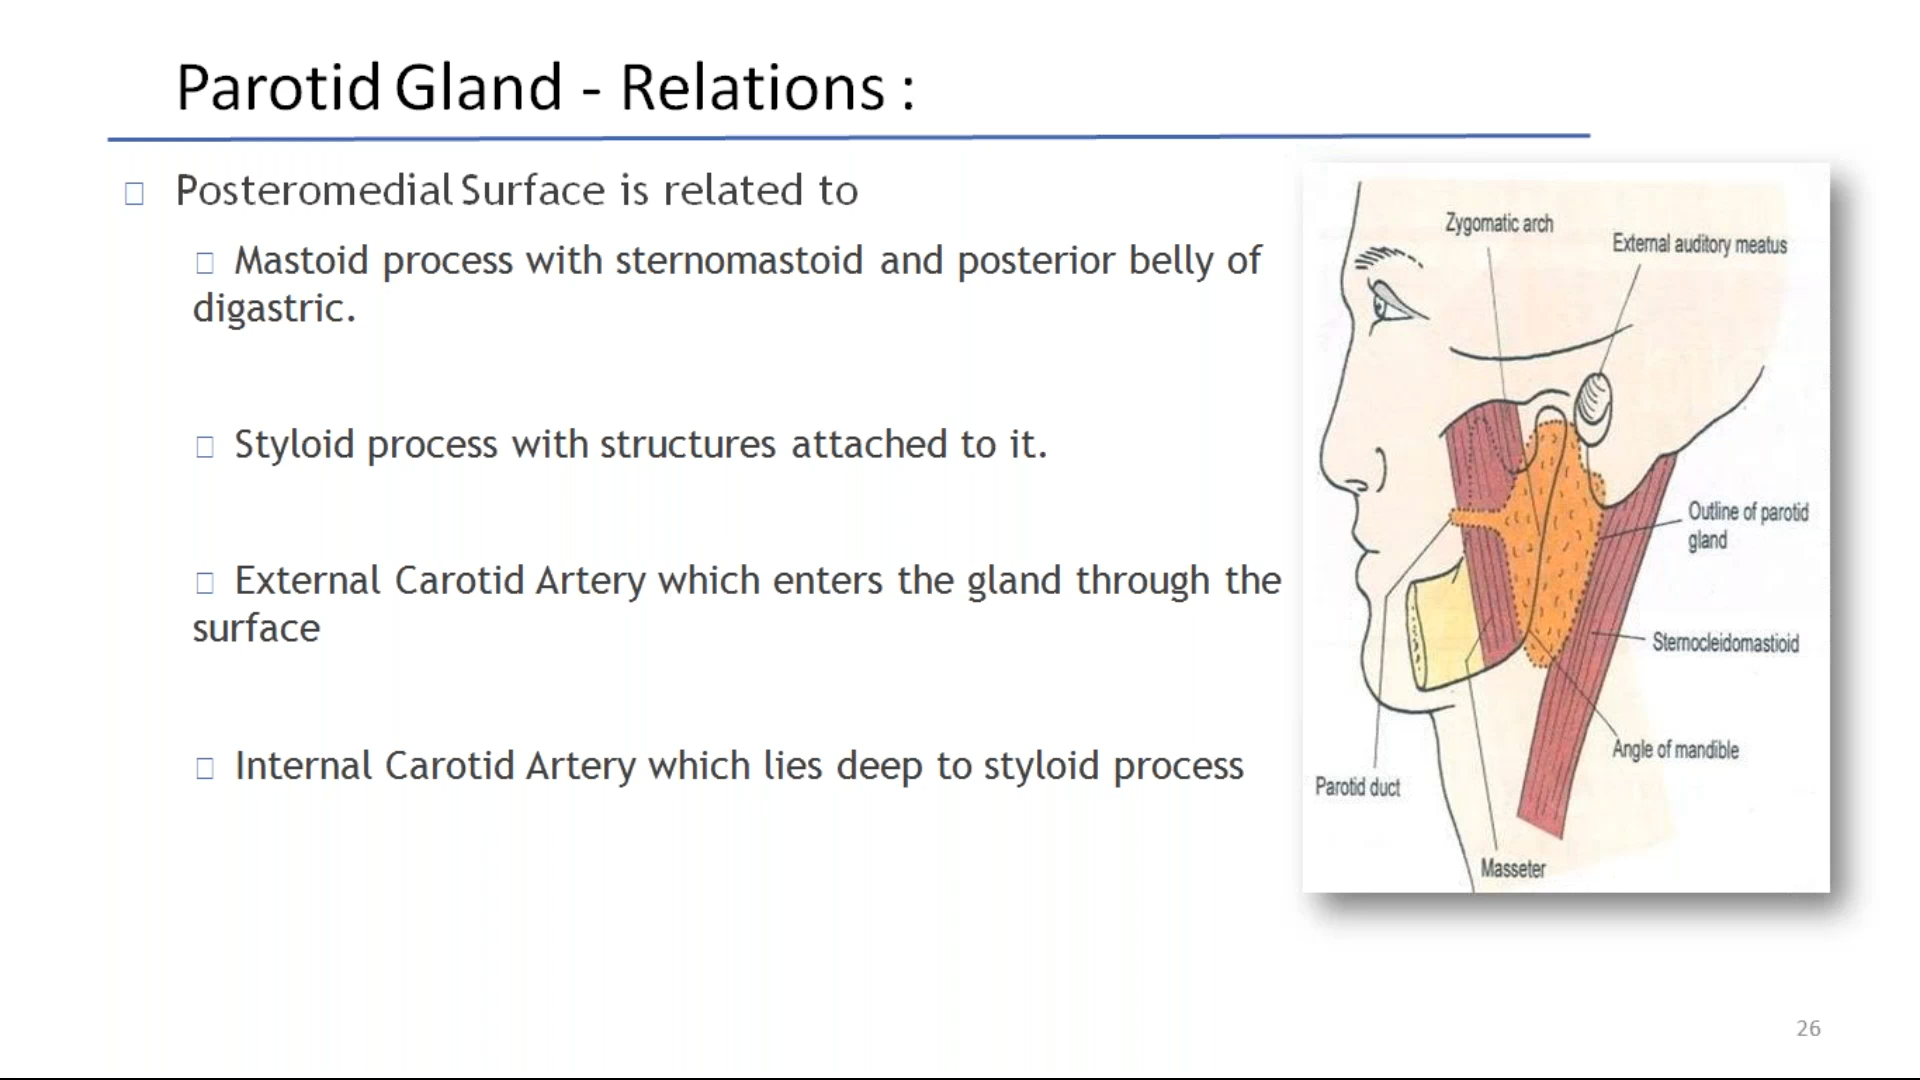 Parotid Gland - Relations :
Posteromedial Surface is related to
Mastoid process with sternomastoid and posterior belly of
digastric.
Styloid process with structures attached to it.
External Carotid Artery which enters the gland through the
surface
Internal Carotid Artery which lies deep to styloid process
Zygomatic arch
External auditory meatus
Outline of parotid
gland
Sternocleidomastioid
Angle of mandible
Parotid duct
Masseter
26